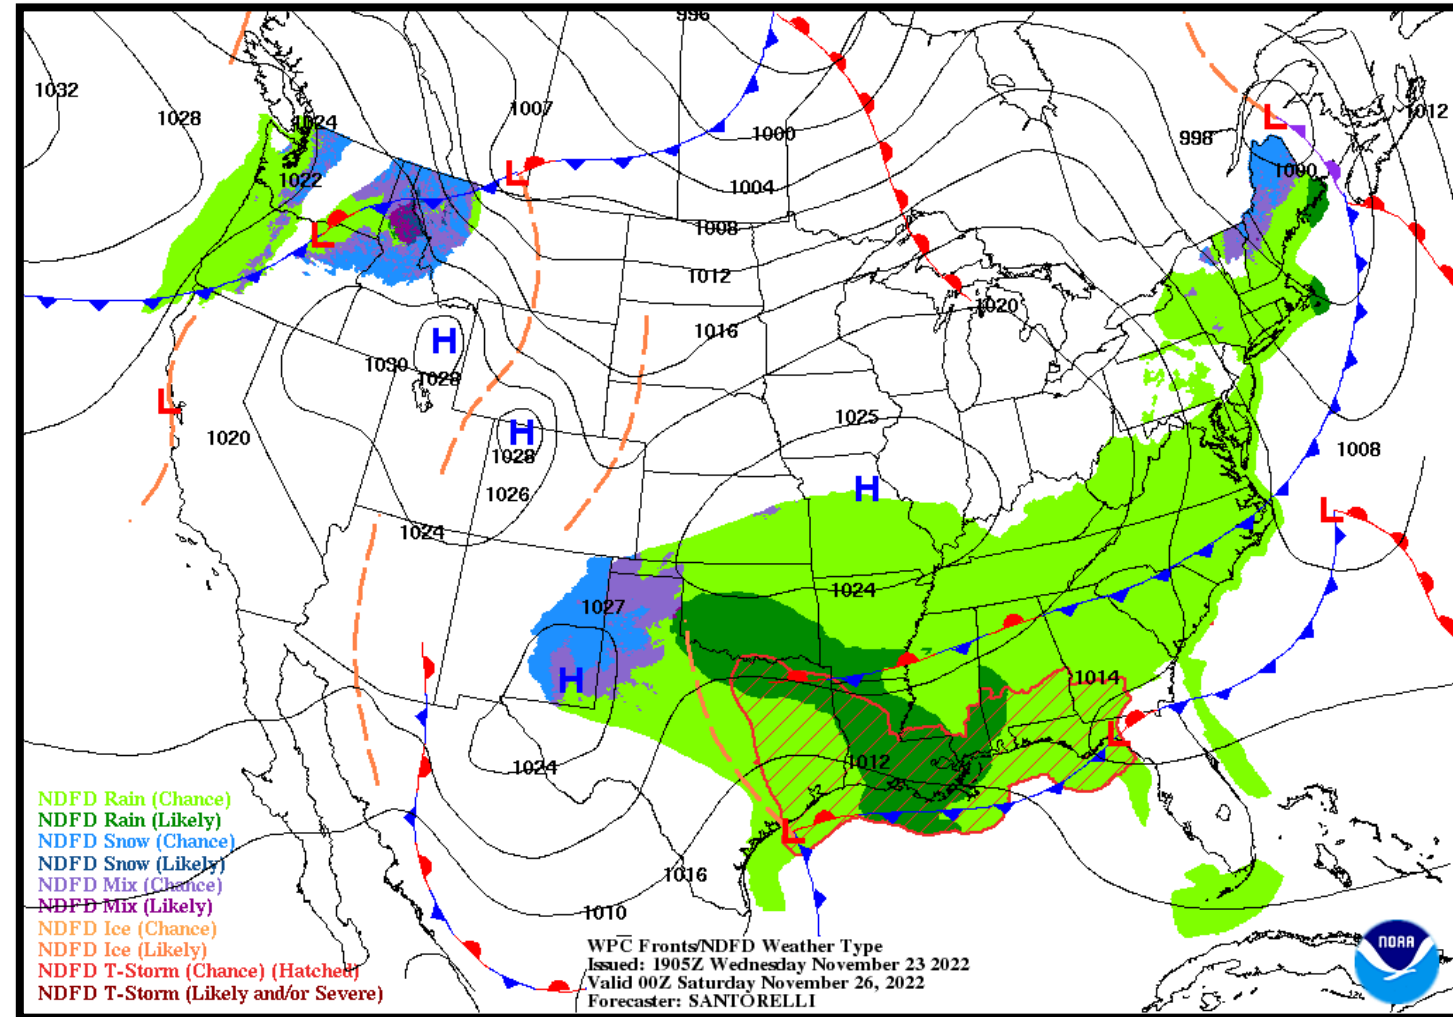 996
1032
1028
1024
1007
1000
998
1012
1022
1004
1000
1008
1012
1020
1016
1030
1028
H
1025
1020
H
1028
1026
H
1008
1024
1024
1027
H
1014
1024
1012
1016
1010
L
L
L
L
L
L
L
NDFD Rain (Chance)
NDFD Rain (Likely)
NDFD Snow (Chance)
NDFD Snow (Likely)
NDFD Mix (Chance)
NDFD Mix (Likely)
NDFD Ice (Chance)
NDFD Ice (Likely)
NDFD T-Storm (Chance) (Hatched)
NDFD T-Storm (Likely and/or Severe)
WPC Fronts/NDFD Weather Type
Issued: 1905Z Wednesday November 23 2022
Valid 00Z Saturday November 26, 2022
Forecaster: SANTORELLI
NOAA